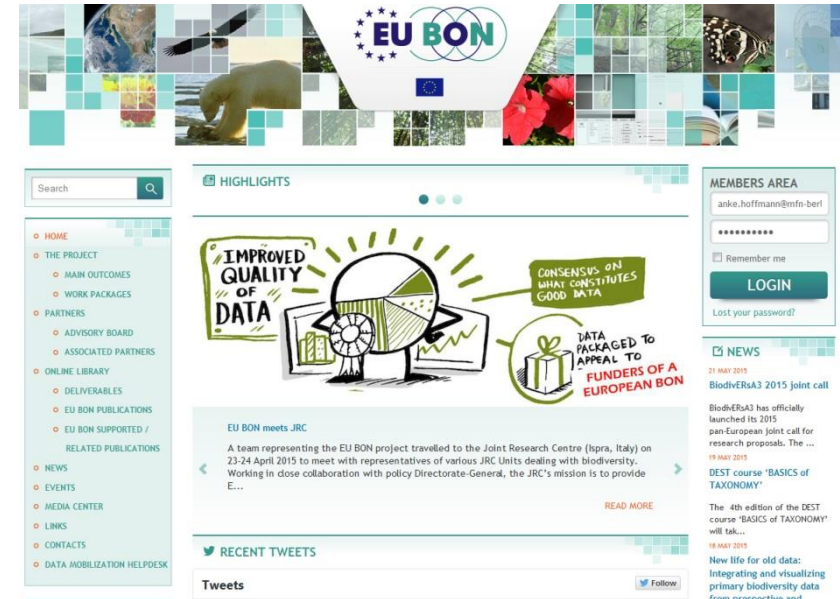 EU BON
Search
HOME
THE PROJECT
MAIN OUTCOMES
WORK PACKAGES
PARTNERS
ADVISORY BOARD
ASSOCIATED PARTNERS
ONLINE LIBRARY
DELIVERABLES
EU BON PUBLICATIONS
EU BON SUPPORTED /
RELATED PUBLICATIONS
NEWS
EVENTS
MEDIA CENTER
LINKS
CONTACTS
DATA MOBILIZATION HELPDESK
HIGHLIGHTS
IMPROVED
QUALITY
OF
DATA
CONSENSUS ON
WHAT CONSTITUTES
GOOD DATA
DATA
PACKAGED TO
APPEAL TO
FUNDERS OF A
EUROPEAN BON
EU BON meets JRC
A team representing the EU BON project travelled to the Joint Research Centre (Ispra, Italy) on
23-24 April 2015 to meet with representatives of various JRC Units dealing with biodiversity.
Working in close collaboration with policy Directorate-General, the JRC's mission is to provide
E...
READ MORE
RECENT TWEETS
Tweets
Follow
MEMBERS AREA
anke.hoffmann@mfn-berl
••••••••••
Remember me
LOGIN
Lost your password?
NEWS
21 MAY 2015
BiodivERsA3 2015 joint call
BiodivERsA3 has officially
launched its 2015
pan-European joint call for
research proposals. The ...
19 MAY 2015
DEST course ‘BASICS of
TAXONOMY’
The 4th edition of the DEST
course ‘BASICS of TAXONOMY’
will tak...
18 MAY 2015
New life for old data:
Integrating and visualizing
primary biodiversity data
from prospective and